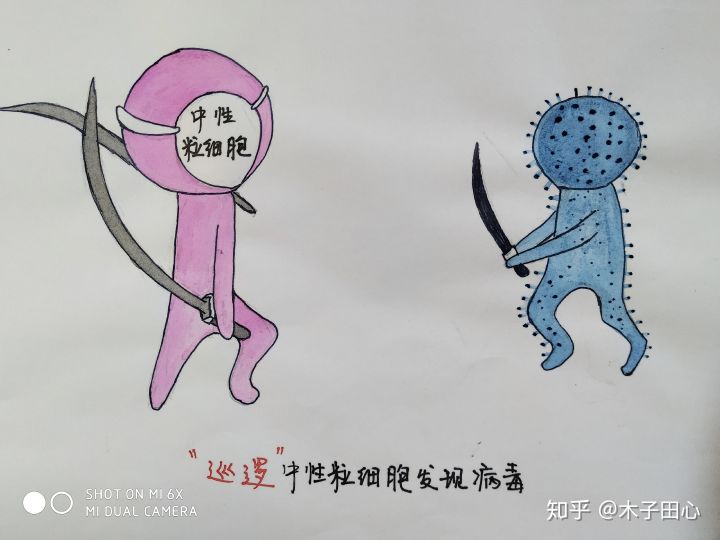 中性
粒细胞
"巡逻"中性粒细胞发现病毒
SHOT ON MI 6X
MI DUAL CAMERA
知乎 @木子田心